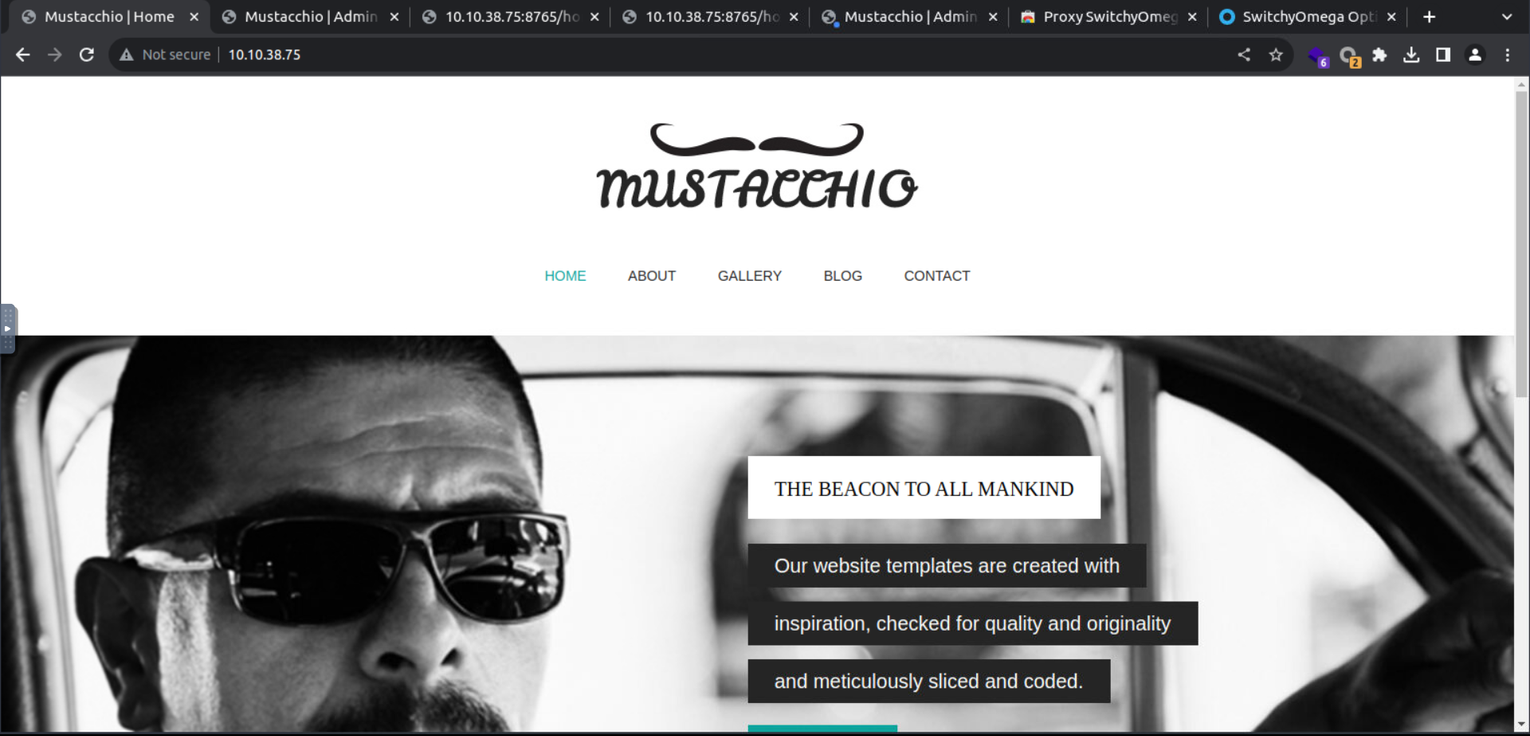 Mustacchio | Home
Mustacchio | Admin
10.10.38.75:8765/ho
10.10.38.75:8765/ho
Mustacchio | Admin
Proxy SwitchyOmeg
SwitchyOmega Opti
Not secure
10.10.38.75
6
2
MUSTACCHIO
HOME
ABOUT
GALLERY
BLOG
CONTACT
THE BEACON TO ALL MANKIND
Our website templates are created with
inspiration, checked for quality and originality
and meticulously sliced and coded.